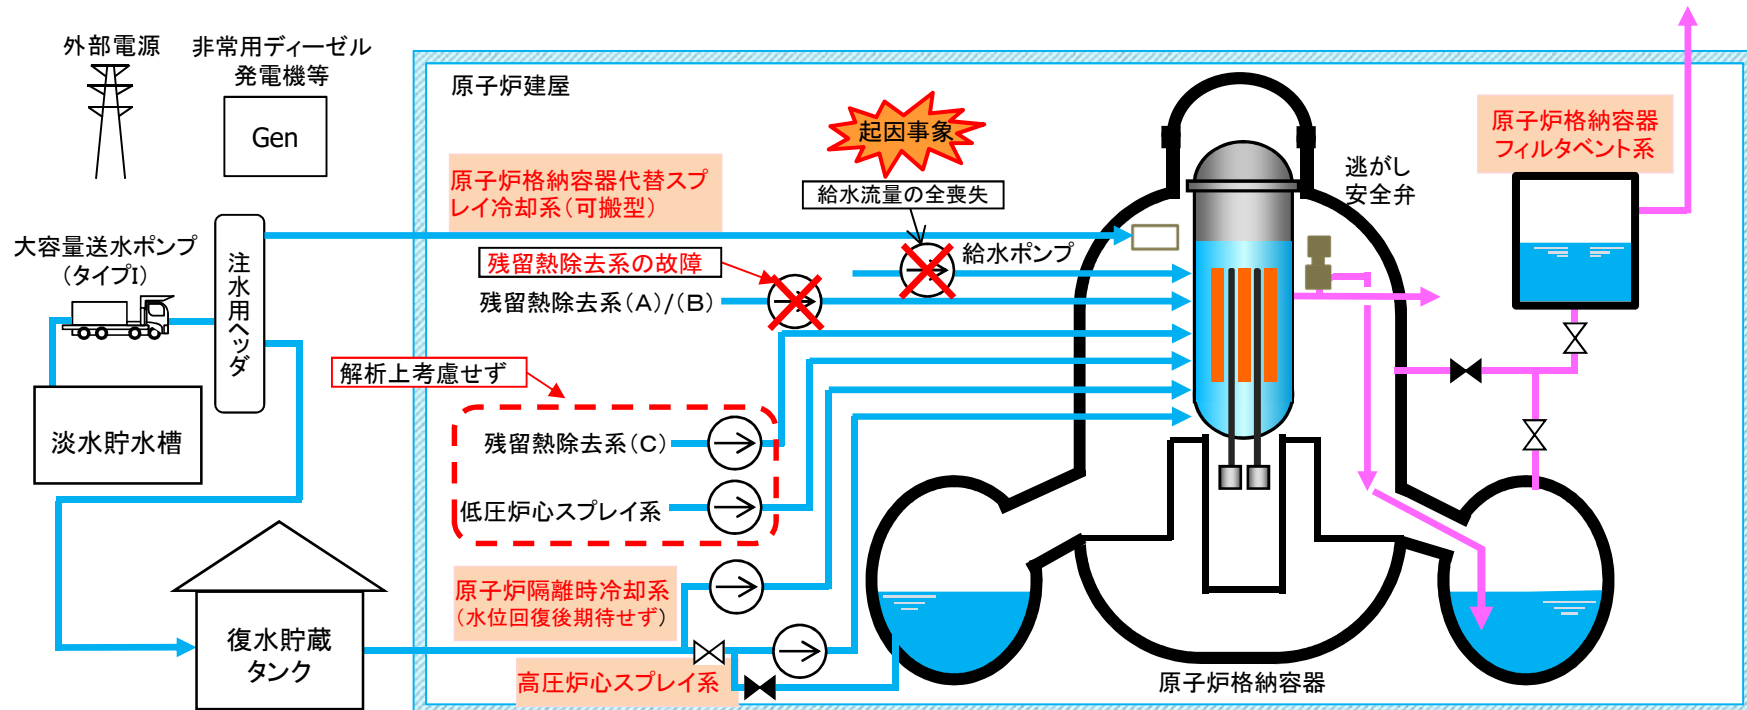 外部電源
非常用ディーゼル
発電機等
Gen
原子炉建屋
起因事象
給水流量の全喪失
原子炉格納容器代替スプ
レイ冷却系(可搬型)
大容量送水ポンプ
(タイプⅠ)
注水用ヘッダ
残留熱除去系の故障
給水ポンプ
残留熱除去系(A)/(B)
逃がし
安全弁
原子炉格納容器
フィルタベント系
解析上考慮せず
淡水貯水槽
残留熱除去系(C)
低圧炉心スプレイ系
原子炉隔離時冷却系
(水位回復後期待せず)
復水貯蔵
タンク
高圧炉心スプレイ系
原子炉格納容器